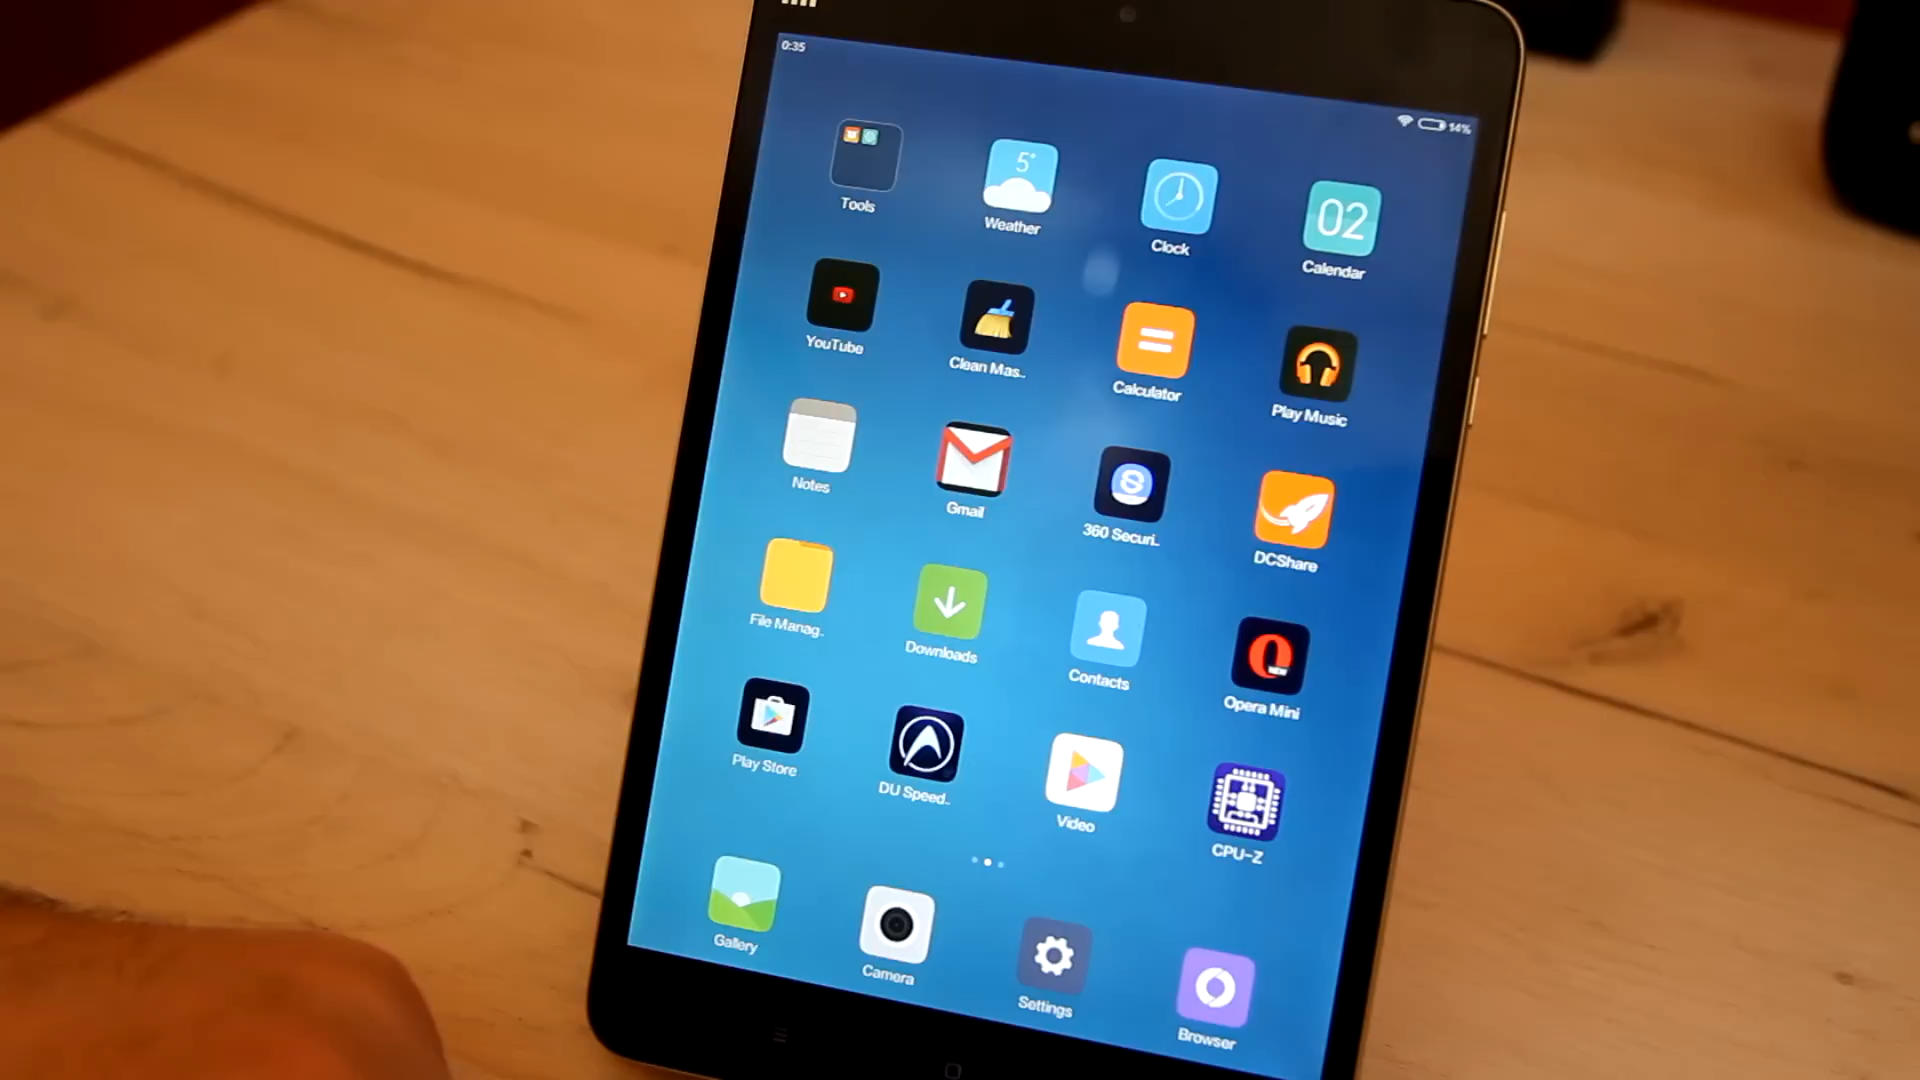 0:35
14%
Tools
5°
Weather
Clock
02
Calendar
YouTube
Clean Mas..
Calculator
Play Music
Notes
Gmail
360 Securi..
DCShare
File Manag..
Downloads
Contacts
NEW
Opera Mini
Play Store
DU Speed..
Video
CPU-Z
Gallery
Camera
Settings
Browser